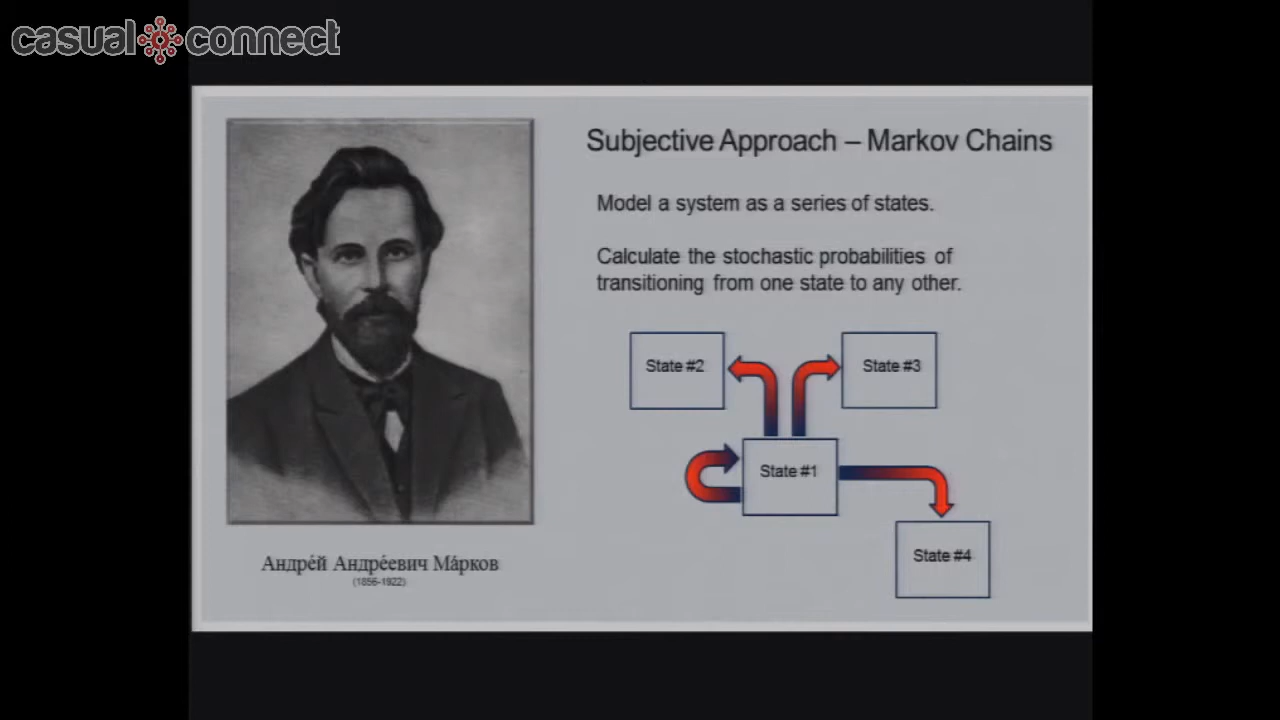 casual connect
Subjective Approach – Markov Chains
Model a system as a series of states.
Calculate the stochastic probabilities of
transitioning from one state to any other.
State #2
State #3
State #1
State #4
Андре́й Андре́евич Ма́рков
(1856-1922)